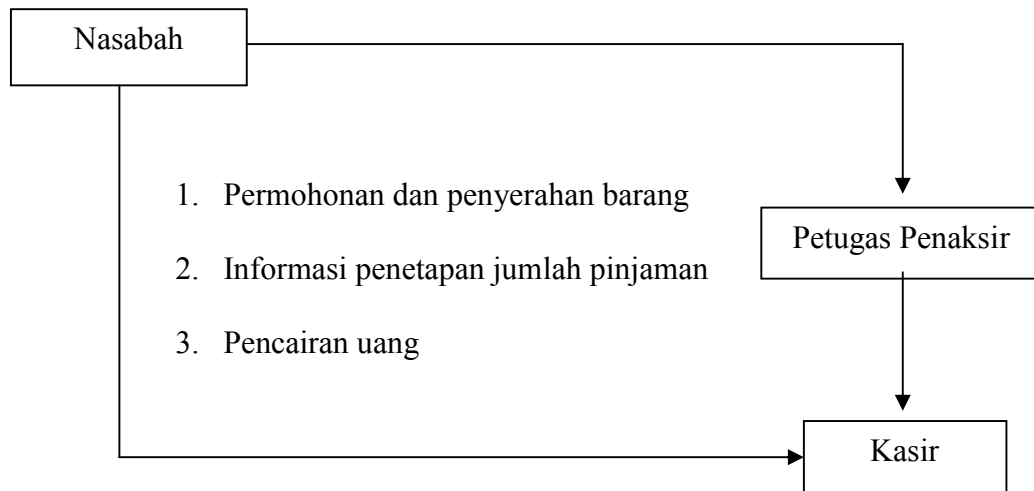 Nasabah
1. Permohonan dan penyerahan barang
Petugas Penaksir
2. Informasi penetapan jumlah pinjaman
3. Pencairan uang
Kasir